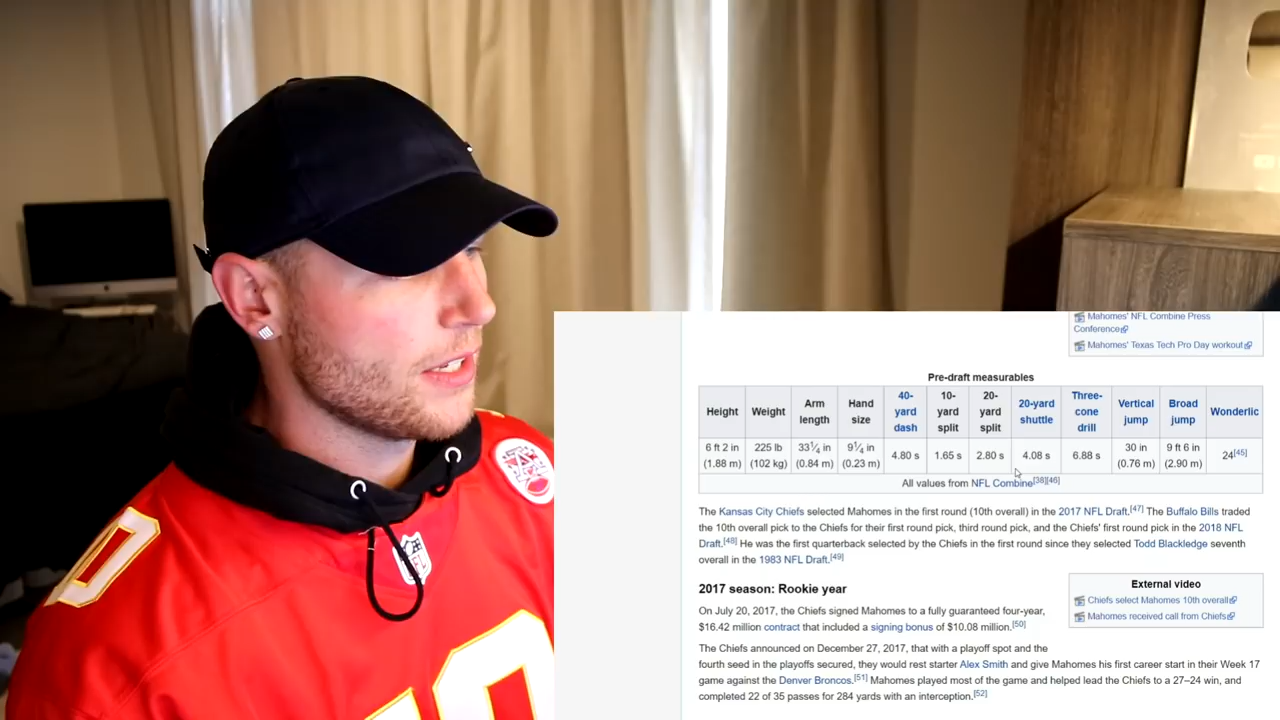 Mahomes' NFL Combine Press
Conference
Mahomes' Texas Tech Pro Day workout
Pre-draft measurables
Height Weight Arm length Hand size 40-yard dash 10-yard split 20-yard split 20-yard shuttle Three-cone drill Vertical jump Broad jump Wonderlic
6 ft 2 in (1.88 m) 225 lb (102 kg) 33 1⁄4 in (0.84 m) 9 1⁄4 in (0.23 m) 4.80 s 1.65 s 2.80 s 4.08 s 6.88 s 30 in (0.76 m) 9 ft 6 in (2.90 m) 24[45]
All values from NFL Combine[38][46]
The Kansas City Chiefs selected Mahomes in the first round (10th overall) in the 2017 NFL Draft.[47] The Buffalo Bills traded
the 10th overall pick to the Chiefs for their first round pick, third round pick, and the Chiefs' first round pick in the 2018 NFL
Draft.[48] He was the first quarterback selected by the Chiefs in the first round since they selected Todd Blackledge seventh
overall in the 1983 NFL Draft.[49]
2017 season: Rookie year
External video
Chiefs select Mahomes 10th overall
Mahomes received call from Chiefs
On July 20, 2017, the Chiefs signed Mahomes to a fully guaranteed four-year,
$16.42 million contract that included a signing bonus of $10.08 million.[50]
The Chiefs announced on December 27, 2017, that with a playoff spot and the
fourth seed in the playoffs secured, they would rest starter Alex Smith and give Mahomes his first career start in their Week 17
game against the Denver Broncos.[51] Mahomes played most of the game and helped lead the Chiefs to a 27–24 win, and
completed 22 of 35 passes for 284 yards with an interception.[52]
NFL